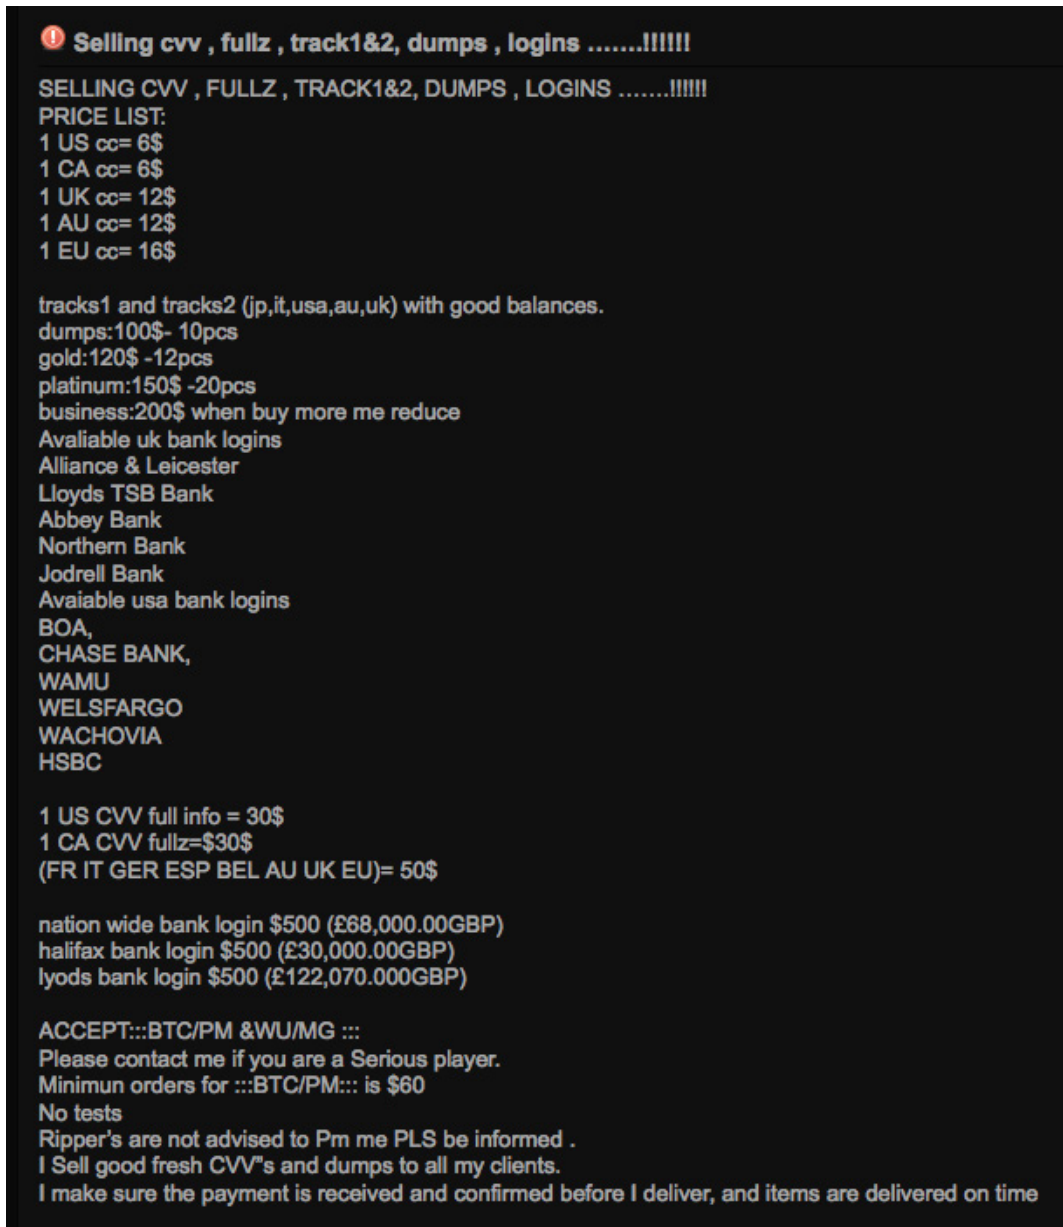 Selling cvv , fullz , track1&2, dumps , logins .......!!!!!!
SELLING CVV , FULLZ , TRACK1&2, DUMPS , LOGINS .......!!!!!!
PRICE LIST:
1 US cc= 6$
1 CA cc= 6$
1 UK cc= 12$
1 AU cc= 12$
1 EU cc= 16$
tracks1 and tracks2 (jp,it,usa,au,uk) with good balances.
dumps:100$- 10pcs
gold:120$ -12pcs
platinum:150$ -20pcs
business:200$ when buy more me reduce
Avaliable uk bank logins
Alliance & Leicester
Lloyds TSB Bank
Abbey Bank
Northern Bank
Jodrell Bank
Avaiable usa bank logins
BOA,
CHASE BANK,
WAMU
WELSFARGO
WACHOVIA
HSBC
1 US CVV full info = 30$
1 CA CVV fullz=$30$
(FR IT GER ESP BEL AU UK EU)= 50$
nation wide bank login $500 (£68,000.00GBP)
halifax bank login $500 (£30,000.00GBP)
lyods bank login $500 (£122,070.000GBP)
ACCEPT:::BTC/PM &WU/MG :::
Please contact me if you are a Serious player.
Minimun orders for :::BTC/PM::: is $60
No tests
Ripper's are not advised to Pm me PLS be informed .
I Sell good fresh CVV"s and dumps to all my clients.
I make sure the payment is received and confirmed before I deliver, and items are delivered on time